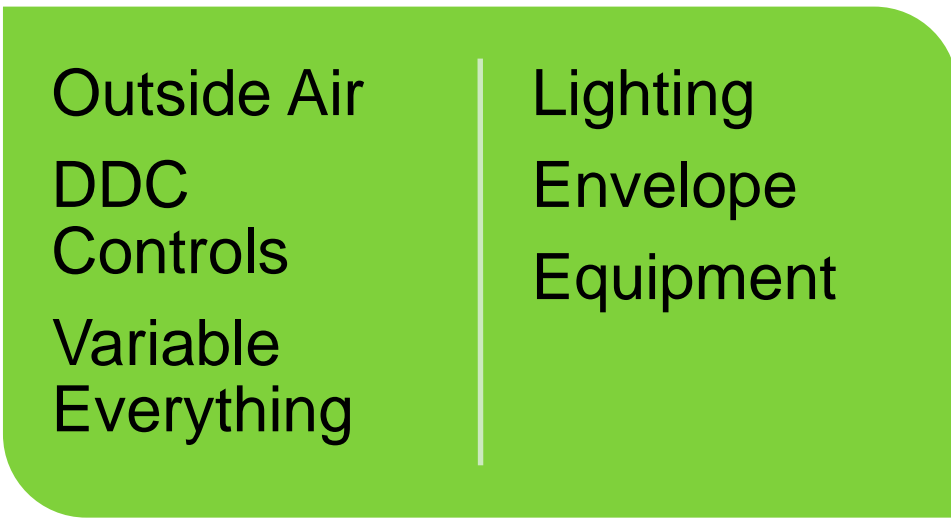 Outside Air
DDC
Controls
Variable
Everything
Lighting
Envelope
Equipment